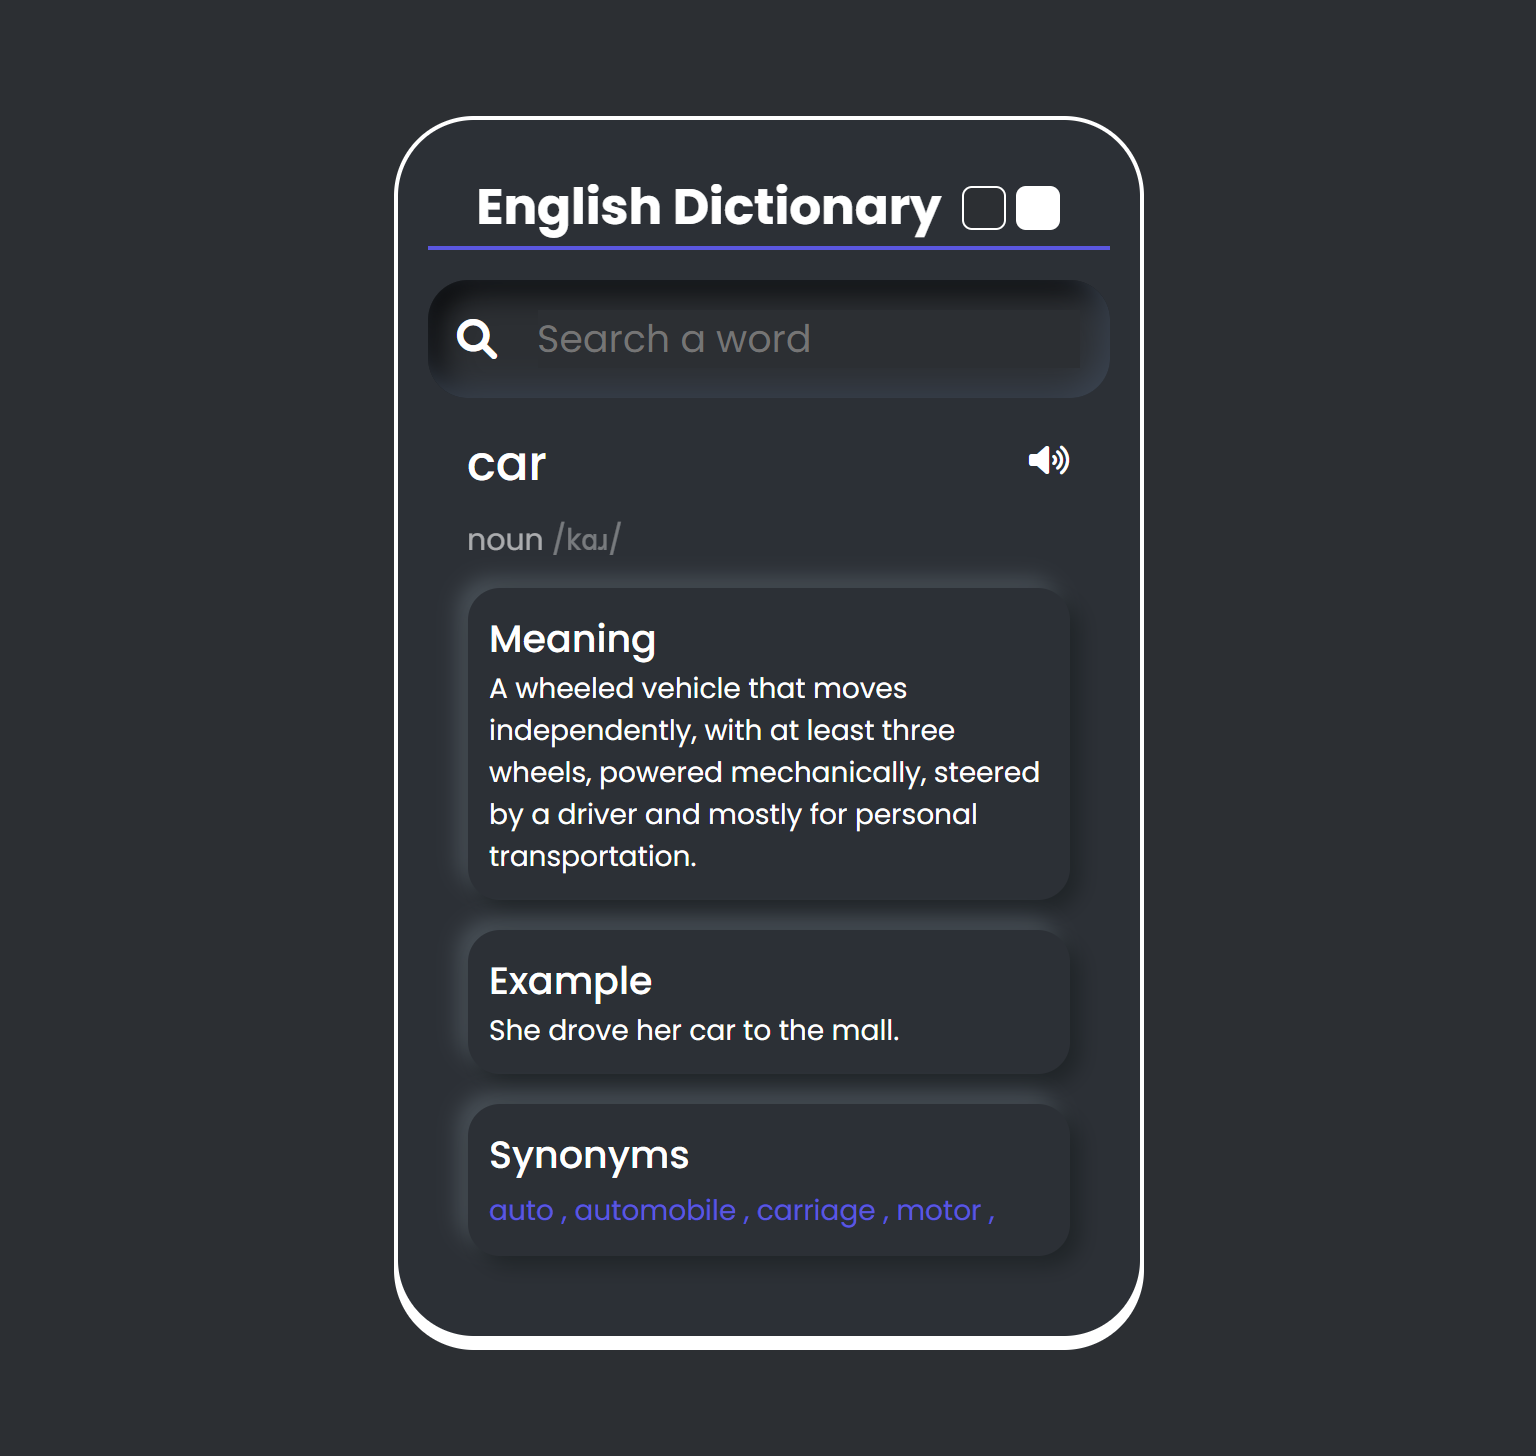 English Dictionary
Search a word
car
noun /kɑɹ/
Meaning
A wheeled vehicle that moves
independently, with at least three
wheels, powered mechanically, steered
by a driver and mostly for personal
transportation.
Example
She drove her car to the mall.
Synonyms
auto , automobile , carriage , motor ,